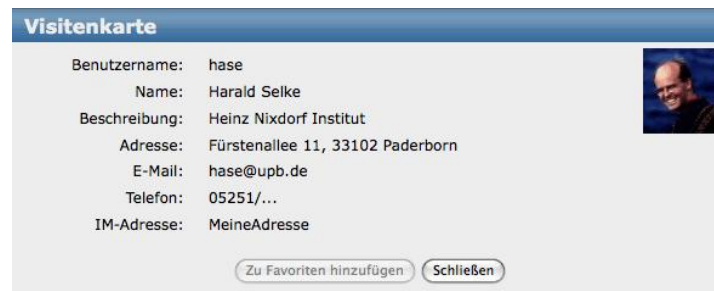 Visitenkarte
Benutzername: hase
Name: Harald Selke
Beschreibung: Heinz Nixdorf Institut
Adresse: Fürstenallee 11, 33102 Paderborn
E-Mail: hase@upb.de
Telefon: 05251/...
IM-Adresse: MeineAdresse
Zu Favoriten hinzufügen Schließen